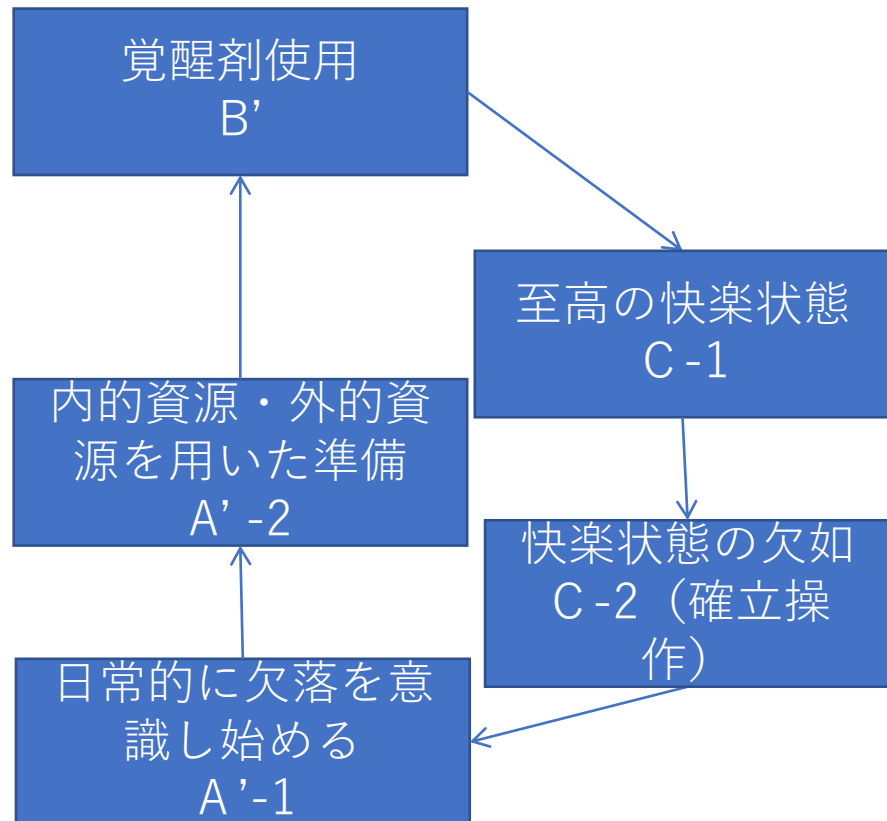 覚醒剤使用
B’
至高の快楽状態
C -1
内的資源・外的資
源を用いた準備
A’ -2
快楽状態の欠如
C -2（確立操
作）
日常的に欠落を意
識し始める
A ’-1